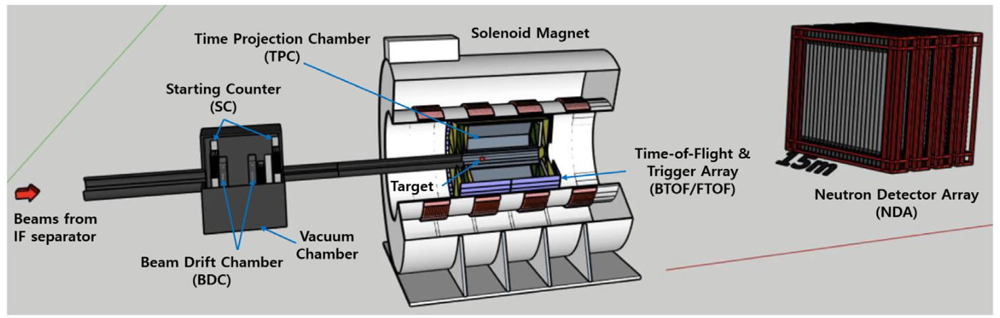 Time Projection Chamber
(TPC)
Solenoid Magnet
Starting Counter
(SC)
Time-of-Flight &
Trigger Array
(BTOF/FTOF)
15m
Target
Neutron Detector Array
(NDA)
Beams from
IF separator
Vacuum
Chamber
Beam Drift Chamber
(BDC)